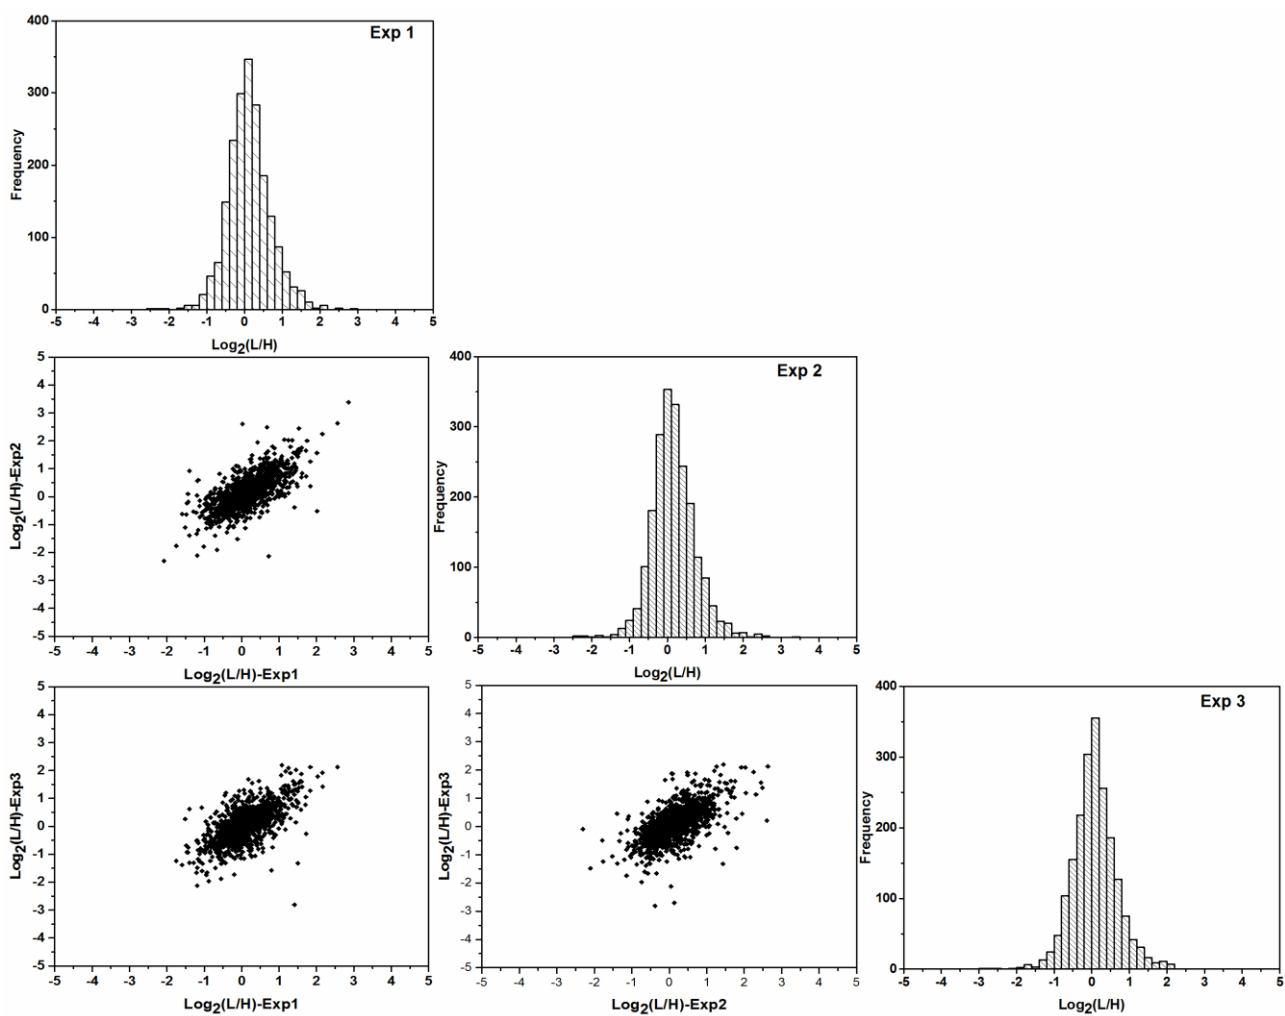 Exp 1
Frequency
400
300
200
100
0
-5 -4 -3 -2 -1 0 1 2 3 4 5
Log2(L/H)
Log2(L/H)-Exp2
5
4
3
2
1
0
-1
-2
-3
-4
-5
-5 -4 -3 -2 -1 0 1 2 3 4 5
Log2(L/H)-Exp1
Exp 2
Frequency
400
300
200
100
0
-5 -4 -3 -2 -1 0 1 2 3 4 5
Log2(L/H)
Log2(L/H)-Exp3
5
4
3
2
1
0
-1
-2
-3
-4
-5
-5 -4 -3 -2 -1 0 1 2 3 4 5
Log2(L/H)-Exp1
Log2(L/H)-Exp3
5
4
3
2
1
0
-1
-2
-3
-4
-5
-5 -4 -3 -2 -1 0 1 2 3 4 5
Log2(L/H)-Exp2
Exp 3
Frequency
400
300
200
100
0
-5 -4 -3 -2 -1 0 1 2 3 4 5
Log2(L/H)